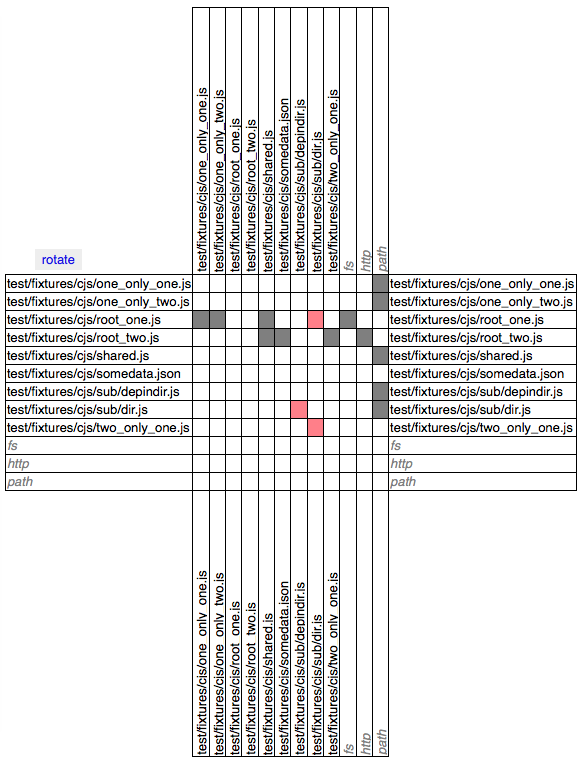 test/fixtures/cjs/one_only_one.js
test/fixtures/cjs/one_only_two.js
test/fixtures/cjs/root_one.js
test/fixtures/cjs/root_two.js
test/fixtures/cjs/shared.js
test/fixtures/cjs/somedata.json
test/fixtures/cjs/sub/depindir.js
test/fixtures/cjs/sub/dir.js
test/fixtures/cjs/two_only_one.js
fs
http
path
rotate
test/fixtures/cjs/one_only_one.js test/fixtures/cjs/one_only_one.js
test/fixtures/cjs/one_only_two.js test/fixtures/cjs/one_only_two.js
test/fixtures/cjs/root_one.js test/fixtures/cjs/root_one.js
test/fixtures/cjs/root_two.js test/fixtures/cjs/root_two.js
test/fixtures/cjs/shared.js test/fixtures/cjs/shared.js
test/fixtures/cjs/somedata.json test/fixtures/cjs/somedata.json
test/fixtures/cjs/sub/depindir.js test/fixtures/cjs/sub/depindir.js
test/fixtures/cjs/sub/dir.js test/fixtures/cjs/sub/dir.js
test/fixtures/cjs/two_only_one.js test/fixtures/cjs/two_only_one.js
fs fs
http http
path path
test/fixtures/cjs/one_only_one.js
test/fixtures/cjs/one_only_two.js
test/fixtures/cjs/root_one.js
test/fixtures/cjs/root_two.js
test/fixtures/cjs/shared.js
test/fixtures/cjs/somedata.json
test/fixtures/cjs/sub/depindir.js
test/fixtures/cjs/sub/dir.js
test/fixtures/cjs/two_only_one.js
fs
http
path